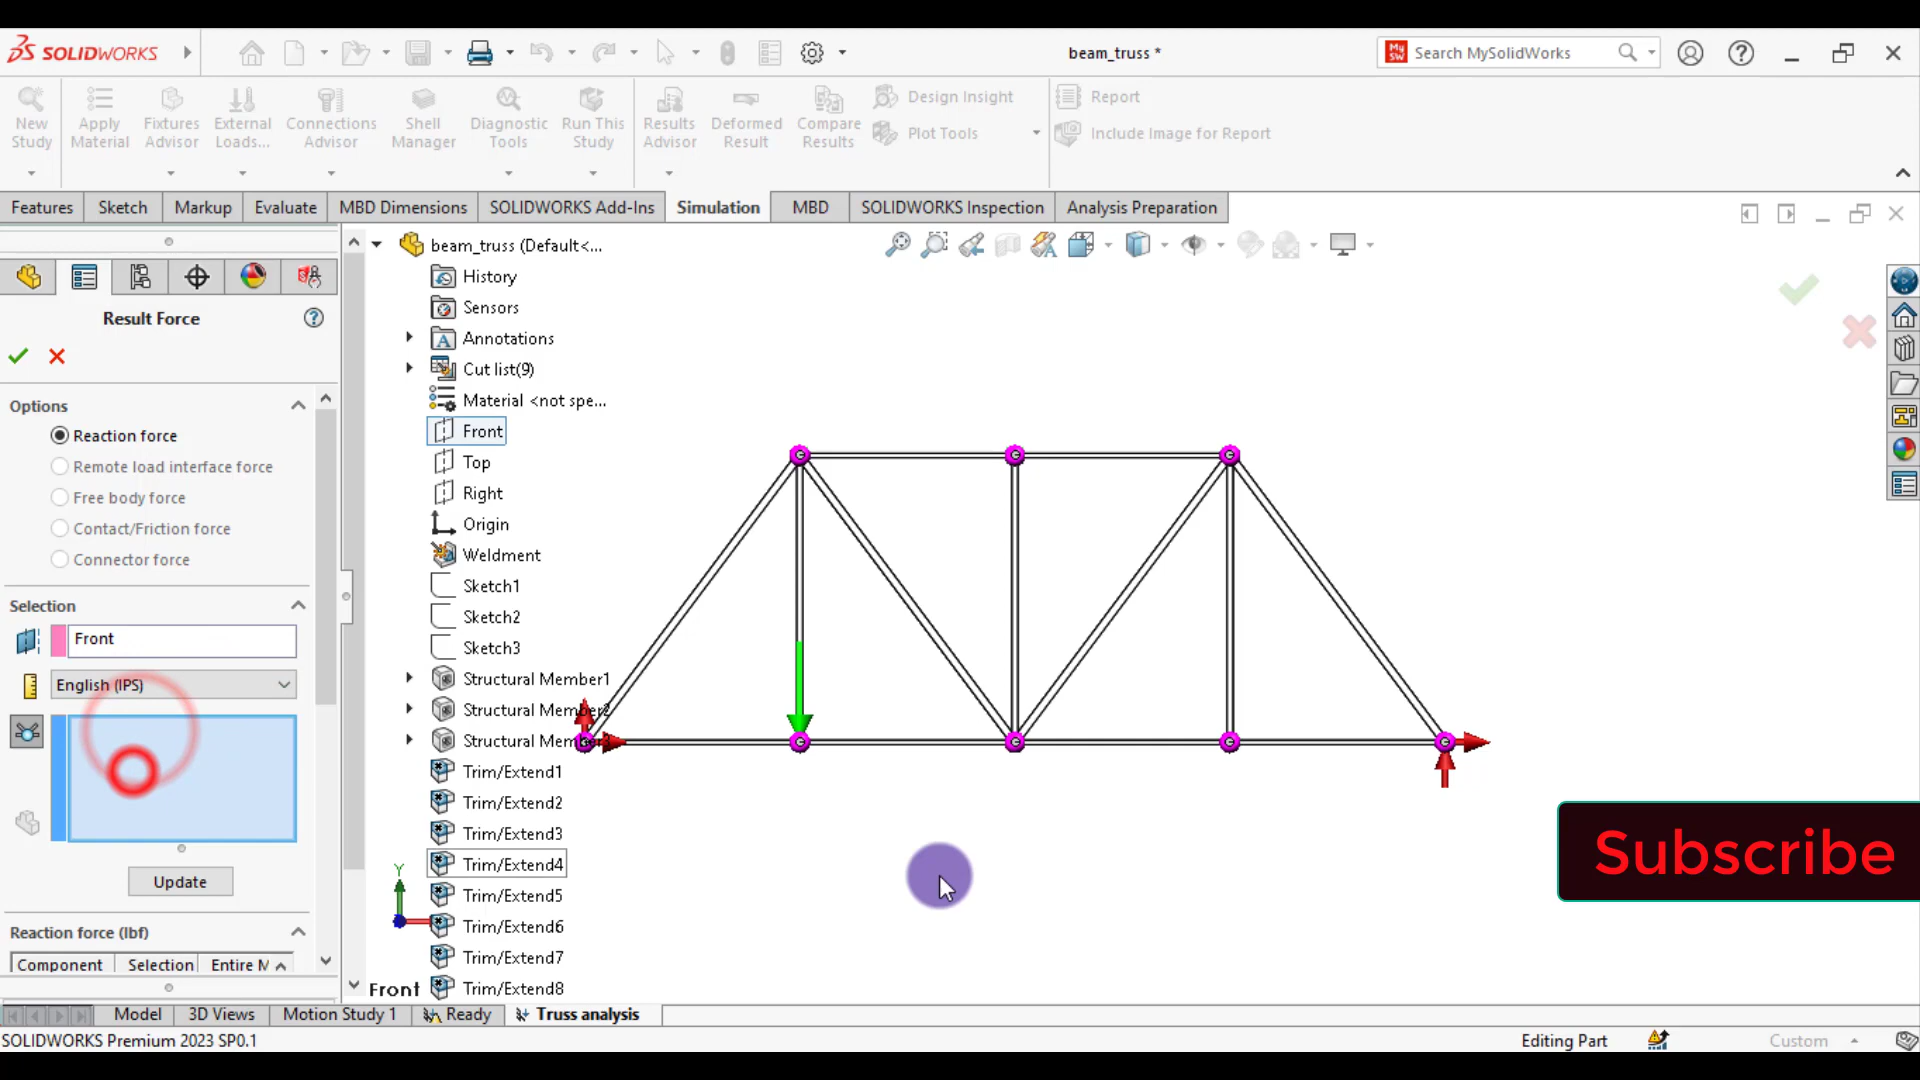 SOLIDWORKS
beam_truss *
Search MySolidWorks
New Study
Apply Material
Fixtures Advisor
External Loads...
Connections Advisor
Shell Manager
Diagnostic Tools
Run This Study
Results Advisor
Deformed Result
Compare Results
Design Insight
Plot Tools
Report
Include Image for Report
Features
Sketch
Markup
Evaluate
MBD Dimensions
SOLIDWORKS Add-Ins
Simulation
MBD
SOLIDWORKS Inspection
Analysis Preparation
Result Force
Options
Reaction force
Remote load interface force
Free body force
Contact/Friction force
Connector force
Selection
Front
English (IPS)
Update
Reaction force (lbf)
Component
Selection
Entire M
beam_truss (Default<...
History
Sensors
Annotations
Cut list(9)
Material <not spe...
Front
Top
Right
Origin
Weldment
Sketch1
Sketch2
Sketch3
Structural Member1
Structural Member2
Structural Mem
Trim/Extend1
Trim/Extend2
Trim/Extend3
Trim/Extend4
Trim/Extend5
Trim/Extend6
Trim/Extend7
Trim/Extend8
Y
Front
Subscribe
Model
3D Views
Motion Study 1
Ready
Truss analysis
SOLIDWORKS Premium 2023 SP0.1
Editing Part
Custom